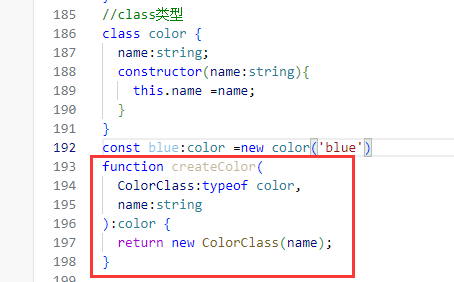 185 //class类型
186 class color {
187 name:string;
188 constructor(name:string){
189 this.name =name;
190 }
191 }
192 const blue:color =new color('blue')
193 function createColor(
194 ColorClass:typeof color,
195 name:string
196 ):color {
197 return new ColorClass(name);
198 }
199